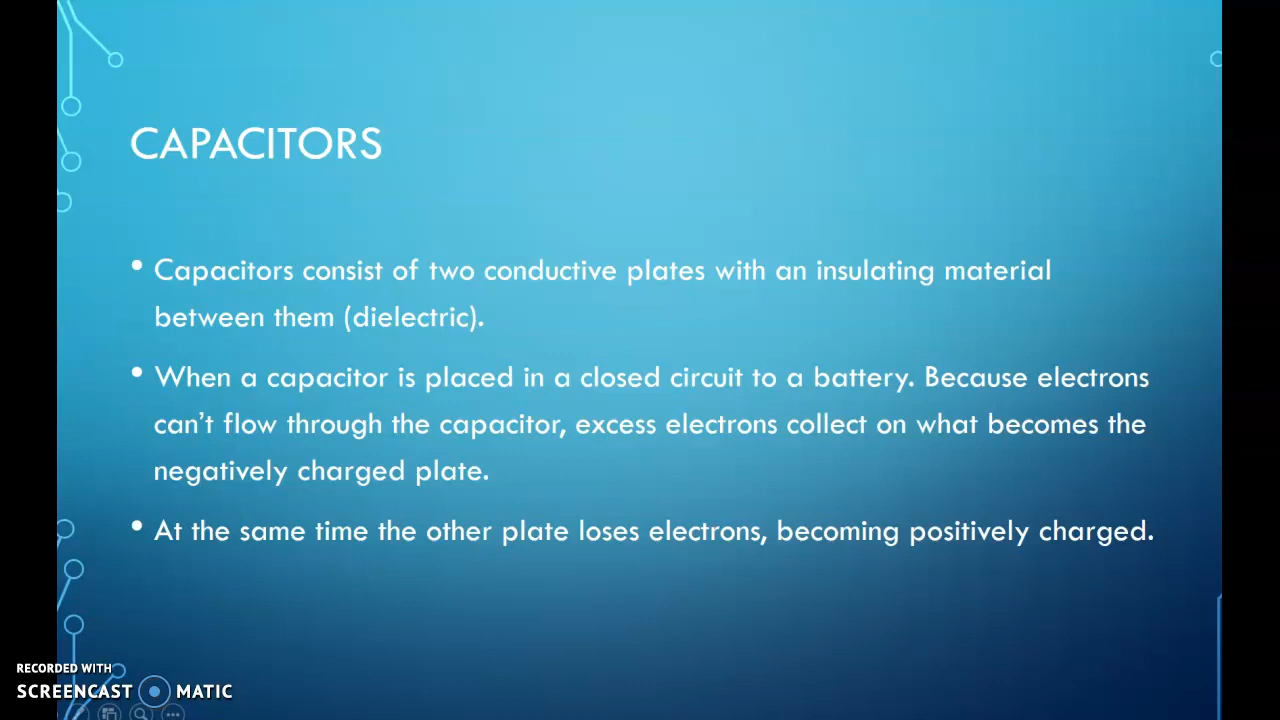 CAPACITORS
• Capacitors consist of two conductive plates with an insulating material
between them (dielectric).
• When a capacitor is placed in a closed circuit to a battery. Because electrons
can't flow through the capacitor, excess electrons collect on what becomes the
negatively charged plate.
• At the same time the other plate loses electrons, becoming positively charged.
RECORDED WITH
SCREENCAST MATIC